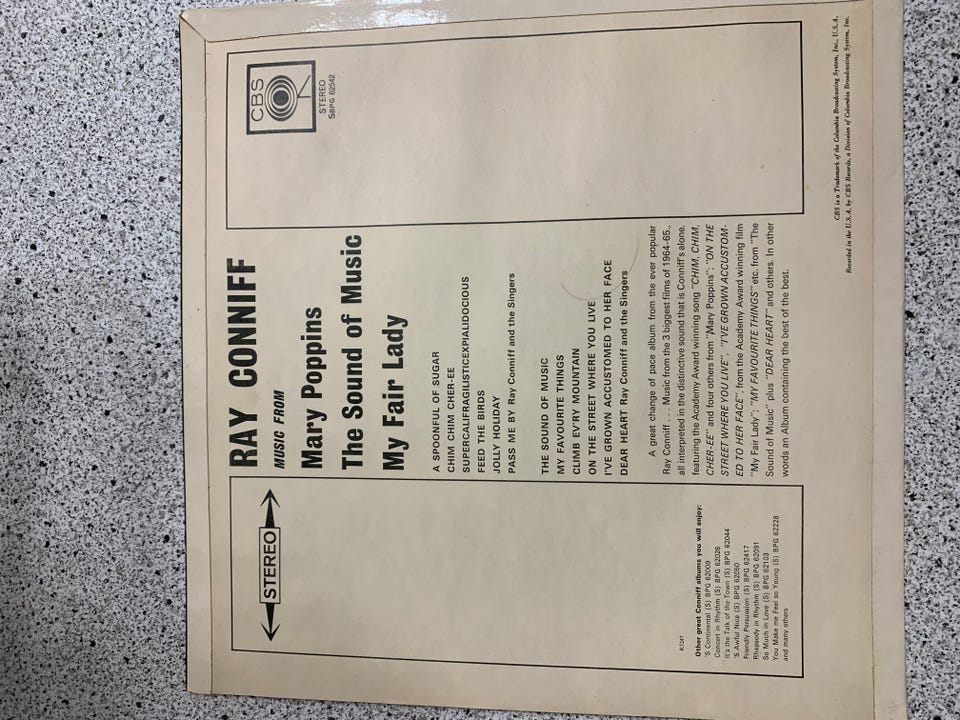 STEREO
RAY CONNIFF
MUSIC FROM
Mary Poppins
The Sound of Music
My Fair Lady
CBS
STEREO
SBPG 62542
A SPOONFUL OF SUGAR
CHIM CHIM CHER-EE
SUPERCALIFRAGILISTICEXPIALIDOCIOUS
FEED THE BIRDS
JOLLY HOLIDAY
PASS ME BY Ray Conniff and the Singers
THE SOUND OF MUSIC
MY FAVOURITE THINGS
CLIMB EV'RY MOUNTAIN
ON THE STREET WHERE YOU LIVE
I'VE GROWN ACCUSTOMED TO HER FACE
DEAR HEART Ray Conniff and the Singers
A great change of pace album from the ever popular
Ray Conniff . . . Music from the 3 biggest films of 1964-65.,
all interpreted in the distinctive sound that is Conniff's alone.
featuring the Academy Award winning song "CHIM, CHIM,
CHER-EE" and four others from "Mary Poppins"; "ON THE
STREET WHERE YOU LIVE", "I'VE GROWN ACCUSTOM-
ED TO HER FACE", from the Academy Award winning film
"My Fair Lady"; "MY FAVOURITE THINGS" etc. from "The
Sound of Music" plus "DEAR HEART" and others. In other
words an Album containing the best of the best.
R7241
Other great Conniff albums you will enjoy:
'S Continental (S) BPG 62009
Concert in Rhythm (S) BPG 62026
It's the Talk of the Town (S) BPG 62044
'S Awful Nice (S) BPG 62050
Friendly Persuasion (S) BPG 62417
Rhapsody in Rhythm (S) BPG 62091
So Much in Love (S) BPG 62103
You Make me Feel so Young (S) BPG 62228
and many others
CBS is a Trademark of the Columbia Broadcasting System, Inc., U.S.A.
Recorded in the U.S.A. by CBS Records, a Division of Columbia Broadcasting System, Inc.